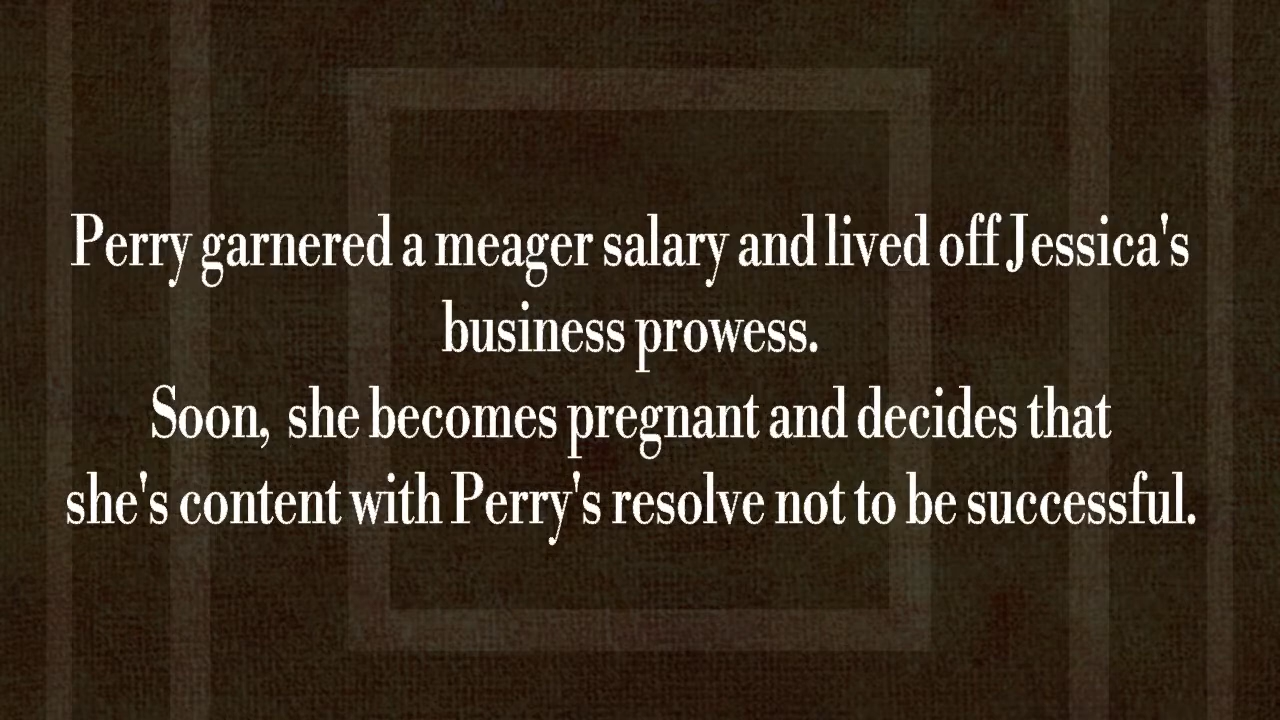 Perry garnered a meager salary and lived off Jessica's
business prowess.
Soon, she becomes pregnant and decides that
she's content with Perry's resolve not to be successful.